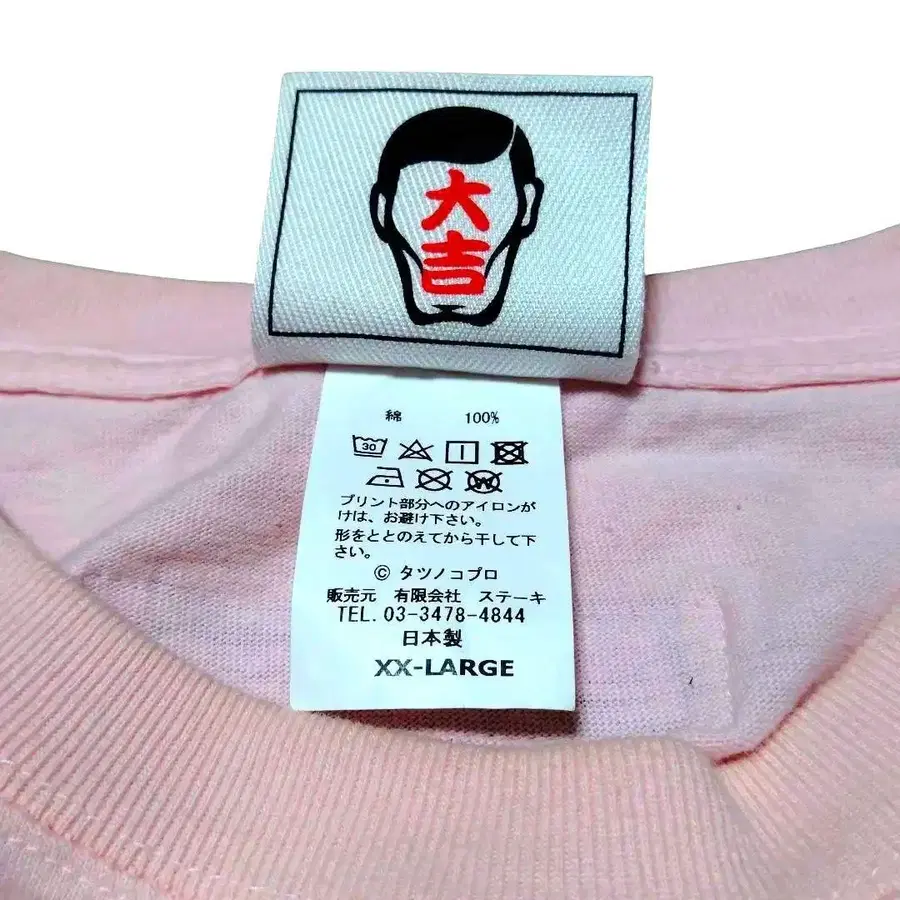 大
吉
綿 100%
30
プリント部分へのアイロンが
けは、お避け下さい。
形をととのえてから干して下
さい。
© タツノコプロ
販売元 有限会社 ステーキ
TEL. 03-3478-4844
日本製
XX-LARGE